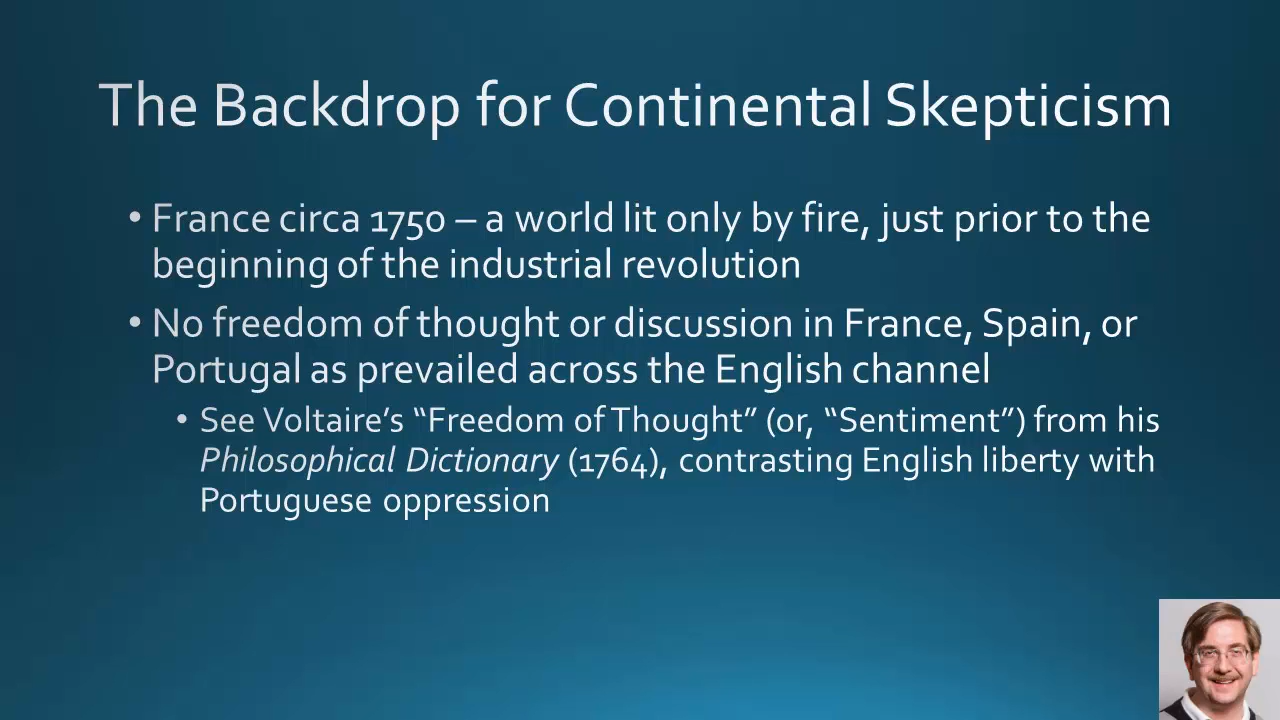 The Backdrop for Continental Skepticism
• France circa 1750 – a world lit only by fire, just prior to the
beginning of the industrial revolution
• No freedom of thought or discussion in France, Spain, or
Portugal as prevailed across the English channel
• See Voltaire’s “Freedom of Thought” (or, “Sentiment”) from his
Philosophical Dictionary (1764), contrasting English liberty with
Portuguese oppression